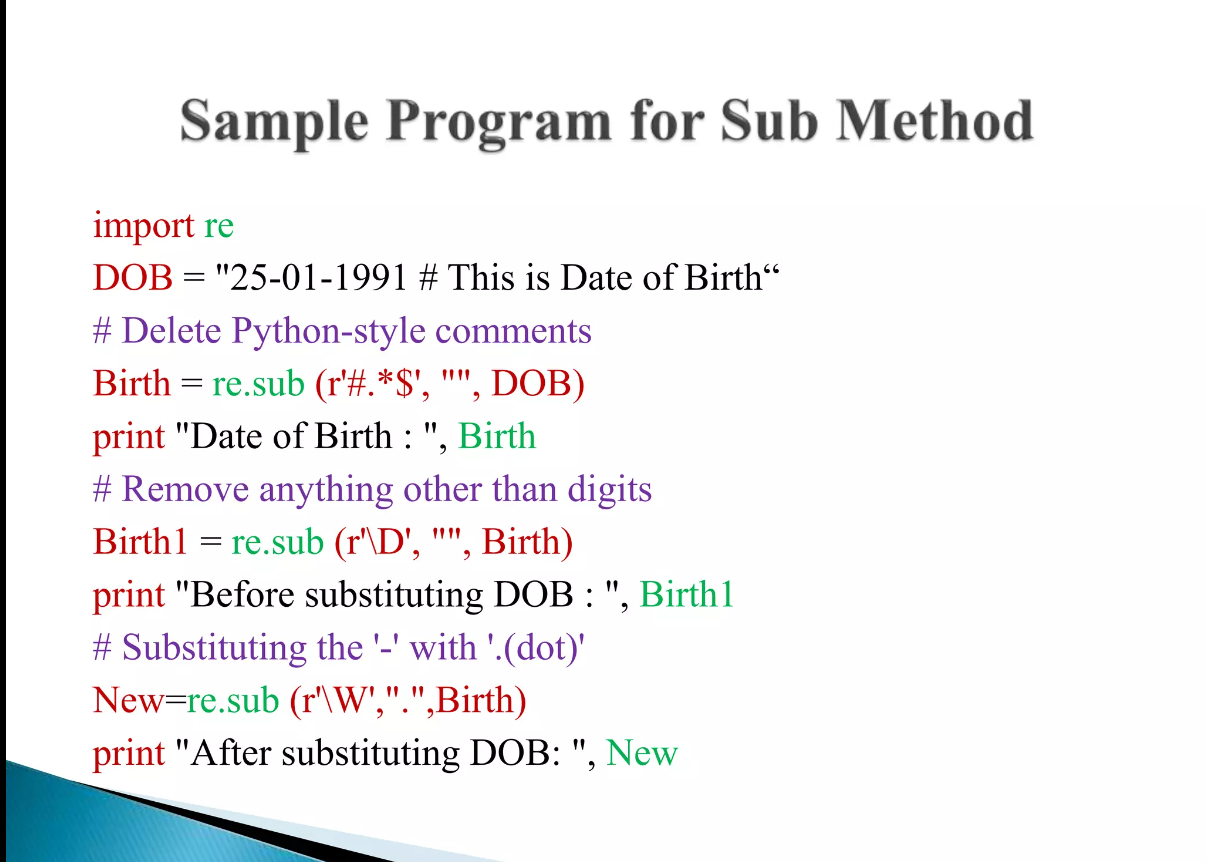 Sample Program for Sub Method
import re
DOB = "25-01-1991 # This is Date of Birth“
# Delete Python-style comments
Birth = re.sub (r'#.*$', "", DOB)
print "Date of Birth : ", Birth
# Remove anything other than digits
Birth1 = re.sub (r'\D', "", Birth)
print "Before substituting DOB : ", Birth1
# Substituting the '-' with '.(dot)'
New=re.sub (r'\W',".",Birth)
print "After substituting DOB: ", New